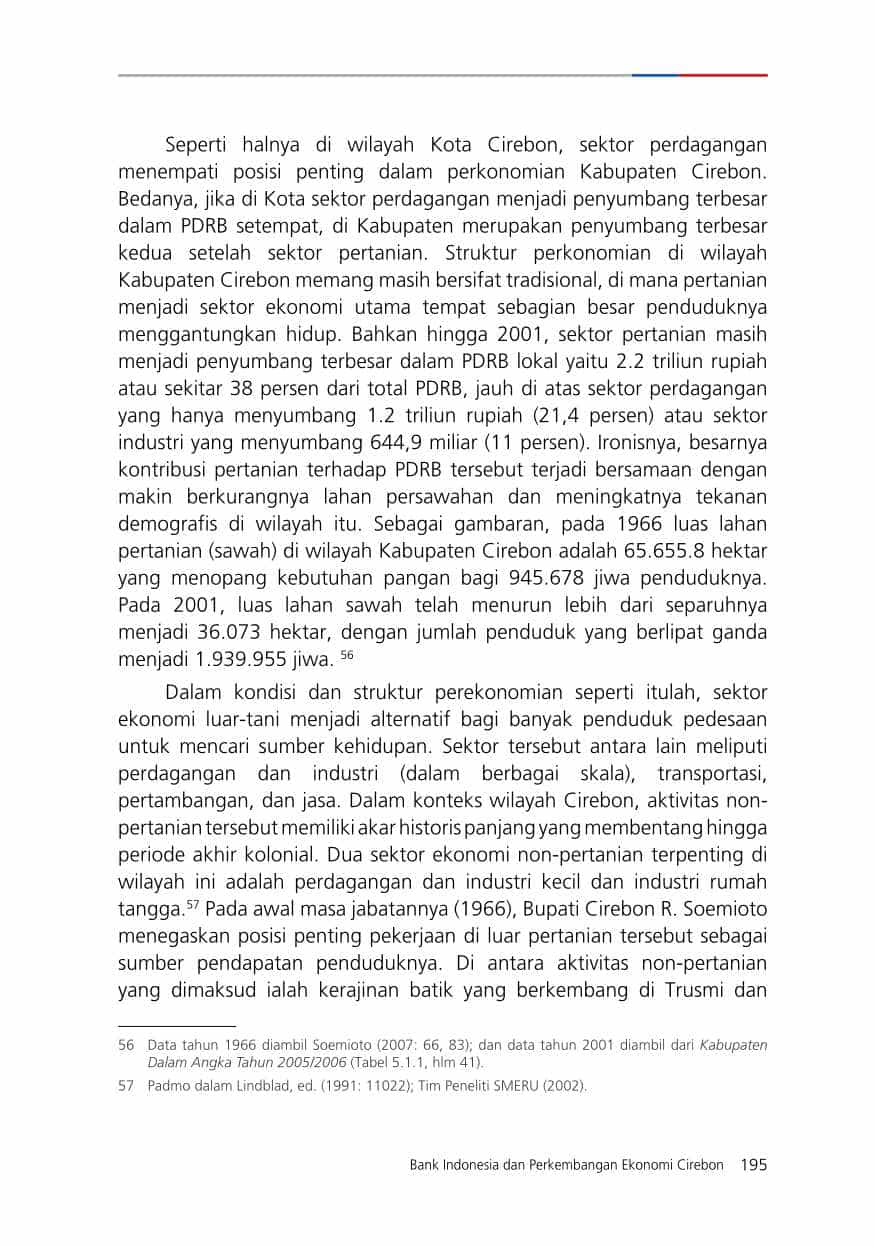 Seperti halnya di wilayah Kota Cirebon, sektor perdagangan
menempati posisi penting dalam perkonomian Kabupaten Cirebon.
Bedanya, jika di Kota sektor perdagangan menjadi penyumbang terbesar
dalam PDRB setempat, di Kabupaten merupakan penyumbang terbesar
kedua setelah sektor pertanian. Struktur perkonomian di wilayah
Kabupaten Cirebon memang masih bersifat tradisional, di mana pertanian
menjadi sektor ekonomi utama tempat sebagian besar penduduknya
menggantungkan hidup. Bahkan hingga 2001, sektor pertanian masih
menjadi penyumbang terbesar dalam PDRB lokal yaitu 2.2 triliun rupiah
atau sekitar 38 persen dari total PDRB, jauh di atas sektor perdagangan
yang hanya menyumbang 1.2 triliun rupiah (21,4 persen) atau sektor
industri yang menyumbang 644,9 miliar (11 persen). Ironisnya, besarnya
kontribusi pertanian terhadap PDRB tersebut terjadi bersamaan dengan
makin berkurangnya lahan persawahan dan meningkatnya tekanan
demografis di wilayah itu. Sebagai gambaran, pada 1966 luas lahan
pertanian (sawah) di wilayah Kabupaten Cirebon adalah 65.655.8 hektar
yang menopang kebutuhan pangan bagi 945.678 jiwa penduduknya.
Pada 2001, luas lahan sawah telah menurun lebih dari separuhnya
menjadi 36.073 hektar, dengan jumlah penduduk yang berlipat ganda
menjadi 1.939.955 jiwa. 56
Dalam kondisi dan struktur perekonomian seperti itulah, sektor
ekonomi luar-tani menjadi alternatif bagi banyak penduduk pedesaan
untuk mencari sumber kehidupan. Sektor tersebut antara lain meliputi
perdagangan dan industri (dalam berbagai skala), transportasi,
pertambangan, dan jasa. Dalam konteks wilayah Cirebon, aktivitas non-
pertanian tersebut memiliki akar historis panjang yang membentang hingga
periode akhir kolonial. Dua sektor ekonomi non-pertanian terpenting di
wilayah ini adalah perdagangan dan industri kecil dan industri rumah
tangga.57 Pada awal masa jabatannya (1966), Bupati Cirebon R. Soemioto
menegaskan posisi penting pekerjaan di luar pertanian tersebut sebagai
sumber pendapatan penduduknya. Di antara aktivitas non-pertanian
yang dimaksud ialah kerajinan batik yang berkembang di Trusmi dan
56 Data tahun 1966 diambil Soemioto (2007: 66, 83); dan data tahun 2001 diambil dari Kabupaten
Dalam Angka Tahun 2005/2006 (Tabel 5.1.1, hlm 41).
57 Padmo dalam Lindblad, ed. (1991: 11022); Tim Peneliti SMERU (2002).
Bank Indonesia dan Perkembangan Ekonomi Cirebon 195